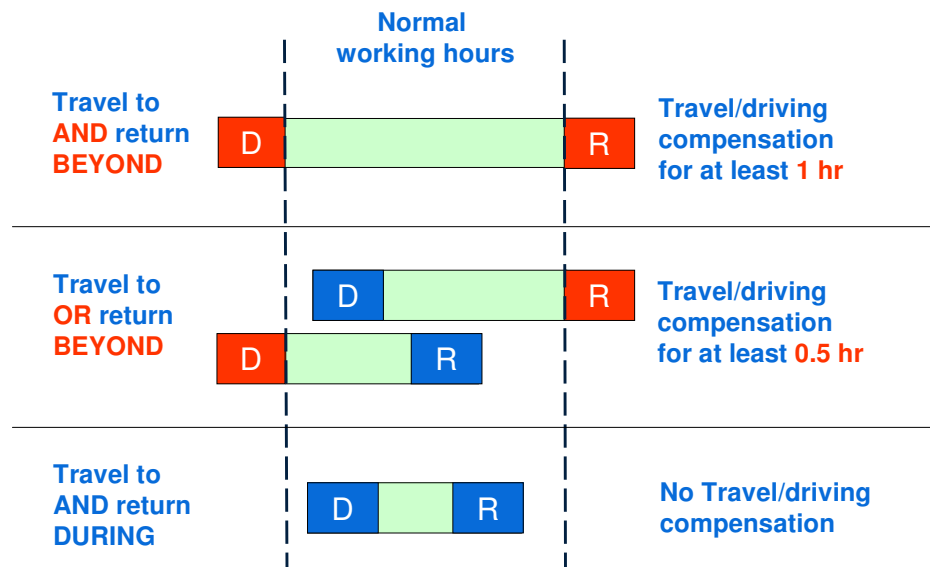 Normal
working hours
Travel to
AND return
BEYOND
D
R
Travel/driving
compensation
for at least 1 hr
Travel to
OR return
BEYOND
D
R
D
R
Travel/driving
compensation
for at least 0.5 hr
Travel to
AND return
DURING
D
R
No Travel/driving
compensation